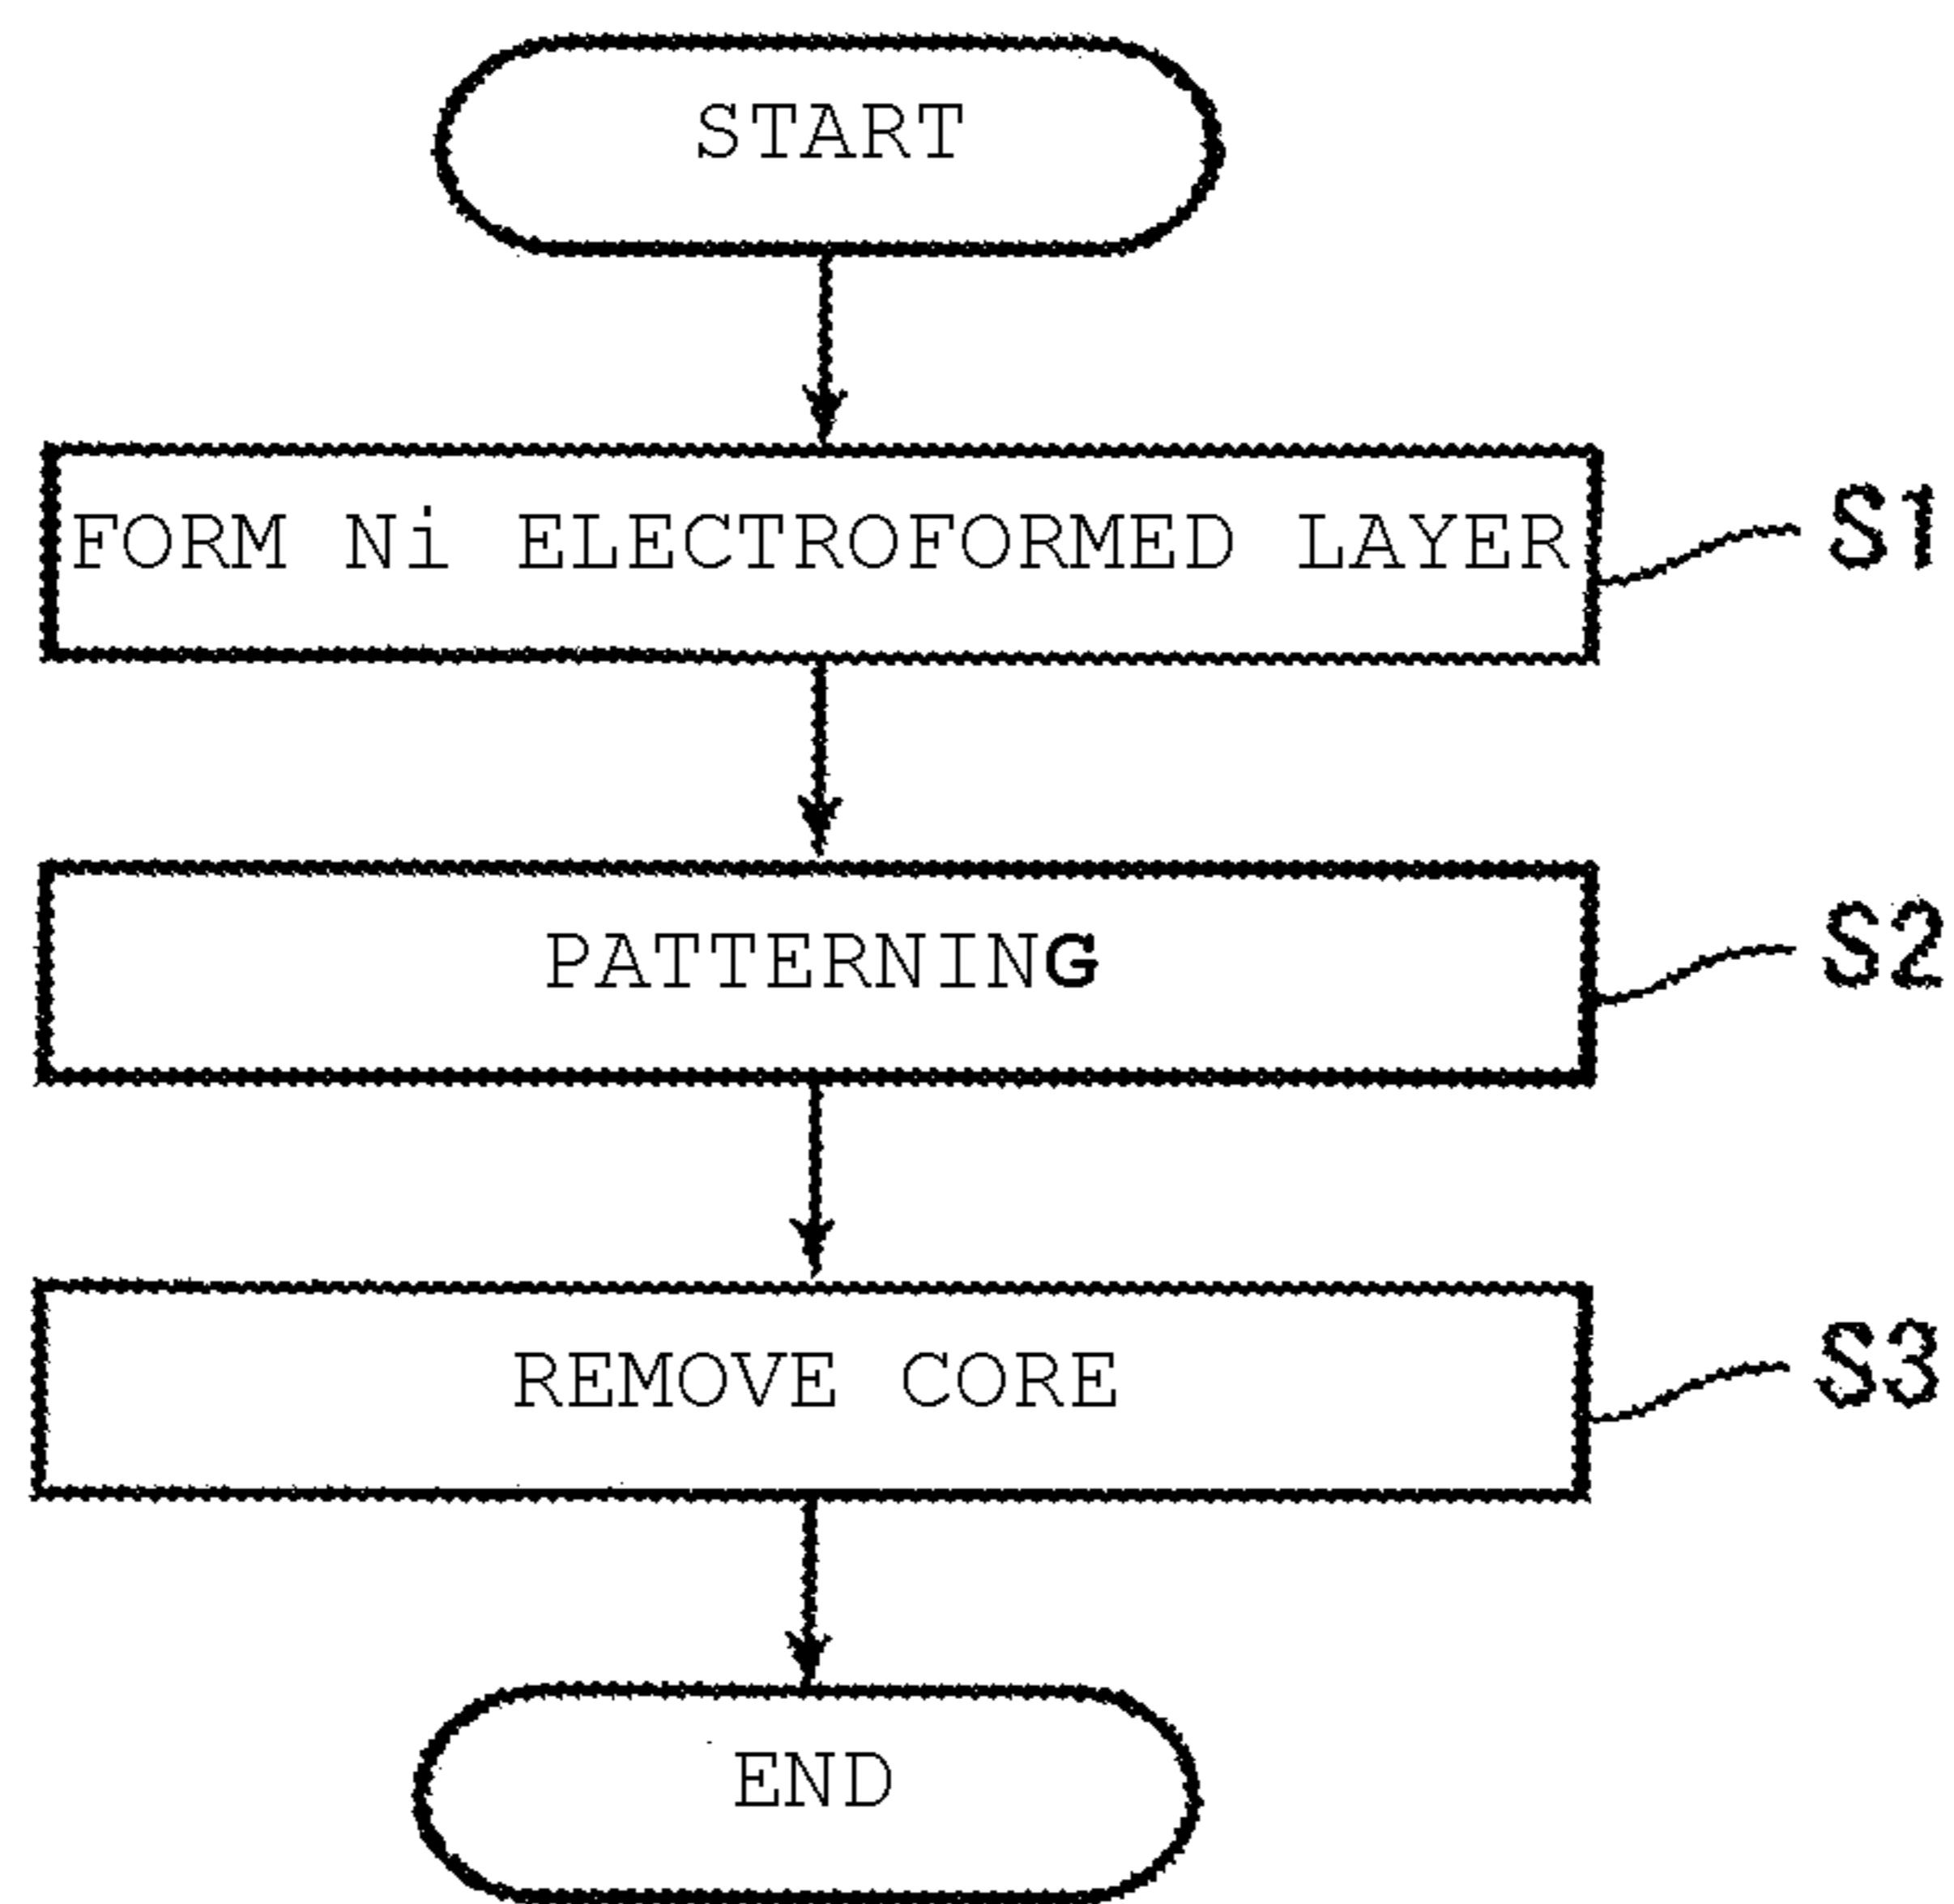 START
FORM Ni ELECTROFORMED LAYER
S1
PATTERNING
S2
REMOVE CORE
S3
END